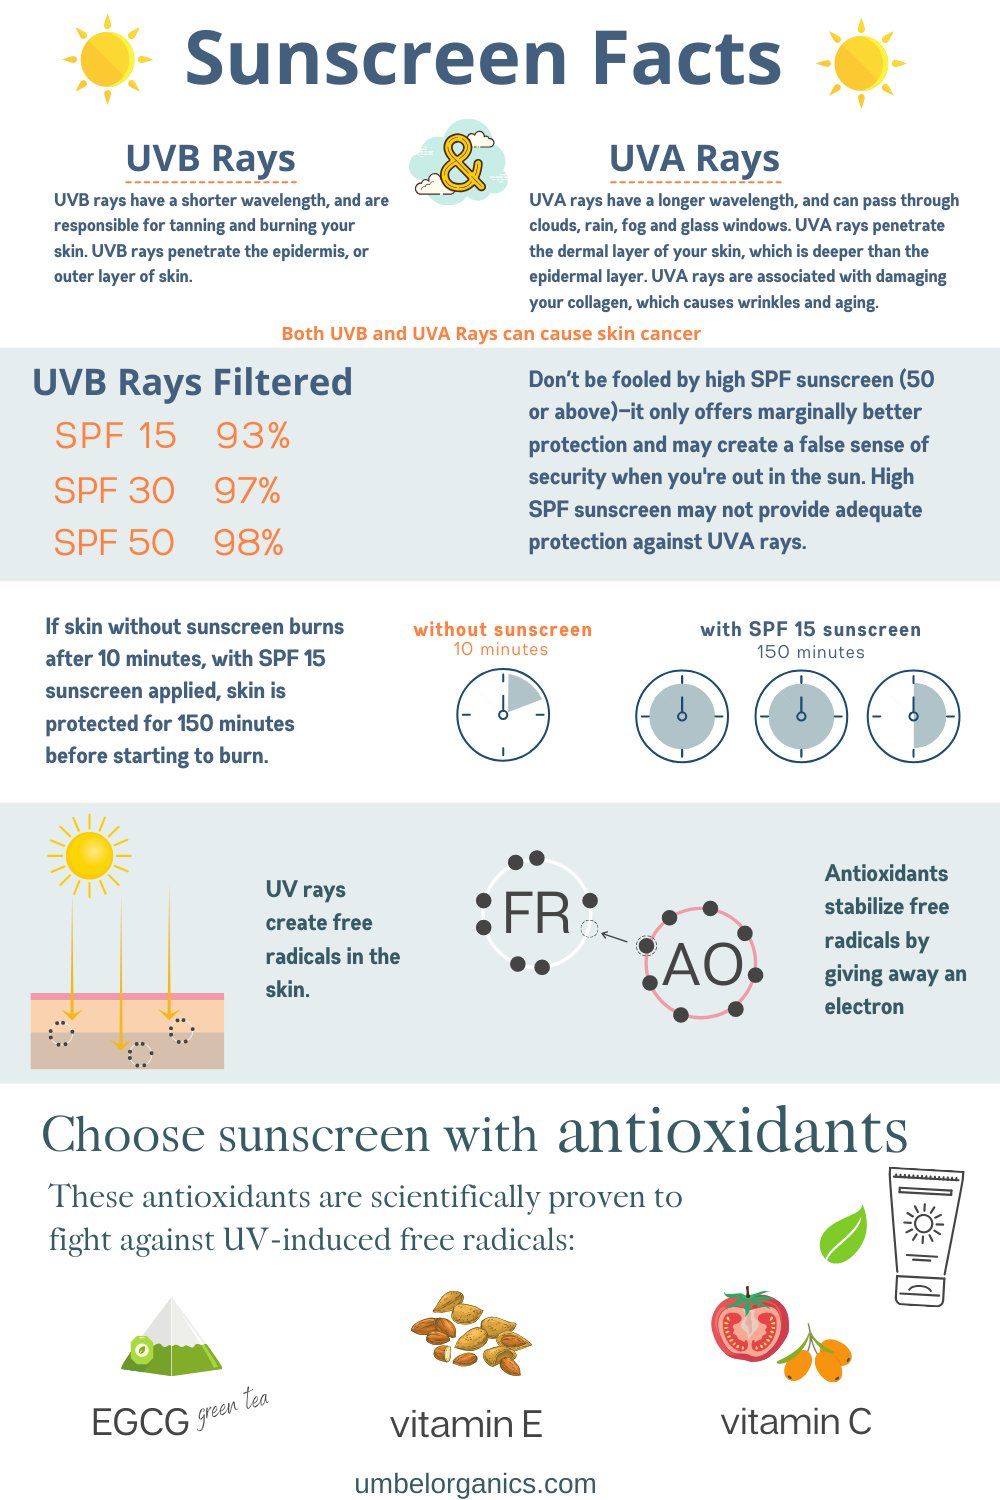 Sunscreen Facts
UVB Rays
&
UVA Rays
UVB rays have a shorter wavelength, and are
responsible for tanning and burning your
skin. UVB rays penetrate the epidermis, or
outer layer of skin.
UVA rays have a longer wavelength, and can pass through
clouds, rain, fog and glass windows. UVA rays penetrate
the dermal layer of your skin, which is deeper than the
epidermal layer. UVA rays are associated with damaging
your collagen, which causes wrinkles and aging.
Both UVB and UVA Rays can cause skin cancer
UVB Rays Filtered
SPF 15 93%
SPF 30 97%
SPF 50 98%
Don't be fooled by high SPF sunscreen (50
or above)–it only offers marginally better
protection and may create a false sense of
security when you're out in the sun. High
SPF sunscreen may not provide adequate
protection against UVA rays.
If skin without sunscreen burns
after 10 minutes, with SPF 15
sunscreen applied, skin is
protected for 150 minutes
before starting to burn.
without sunscreen
10 minutes
with SPF 15 sunscreen
150 minutes
UV rays
create free
radicals in the
skin.
FR
AO
Antioxidants
stabilize free
radicals by
giving away an
electron
Choose sunscreen with antioxidants
These antioxidants are scientifically proven to
fight against UV-induced free radicals:
EGCG green tea
vitamin E
vitamin C
umbelorganics.com